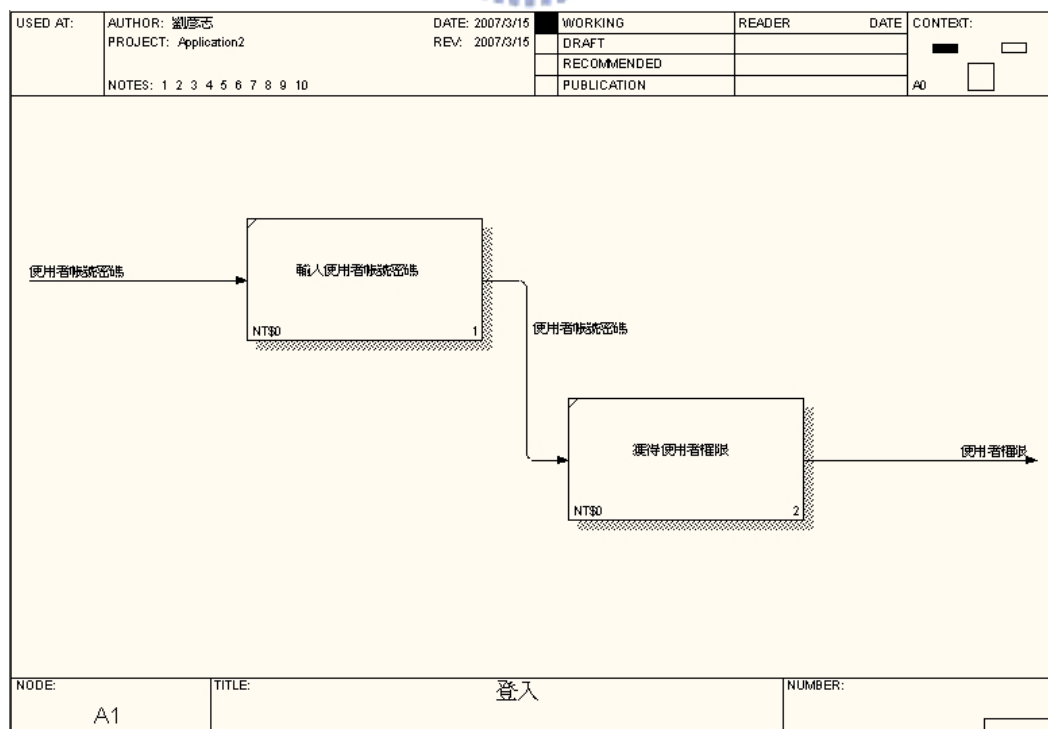 USED AT:
AUTHOR: 劉彥志
DATE: 2007/3/15
WORKING
READER
DATE
CONTEXT:
PROJECT: Application2
REV: 2007/3/15
DRAFT
RECOMMENDED
NOTES: 1 2 3 4 5 6 7 8 9 10
PUBLICATION
A0
使用者帳號密碼
輸入使用者帳號密碼
NT$0
1
使用者帳號密碼
獲得使用者權限
NT$0
2
使用者權限
NODE:
TITLE:
登入
NUMBER:
A1